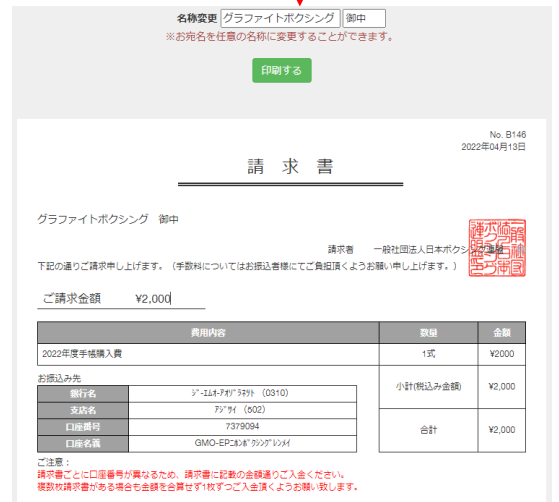 名称変更 グラファイトボクシング 御中
※お宛名を任意の名称に変更することができます。
印刷する
No. B146
2022年04月13日
請 求 書
グラファイトボクシング 御中
請求者 一般社団法人日本ボクシング連盟
下記の通りご請求申し上げます。(手数料についてはお振込者様にてご負担頂くようお願い申し上げます。)
ご請求金額 ¥2,000
費用内容 数量 金額
2022年度手帳購入費 1式 ¥2000
お振込み先
銀行名 ジーエムオーアオゾラネット (0310)
小計(税込み金額) ¥2,000
支店名 アジサイ (502)
口座番号 7379094
合計 ¥2,000
口座名義 GMO-EPニホンボクシングレンメイ
ご注意:
請求書ごとに口座番号が異なるため、請求書に記載の金額通りご入金ください。
複数枚請求書がある場合も金額を合算せず1枚ずつご入金頂くようお願い致します。